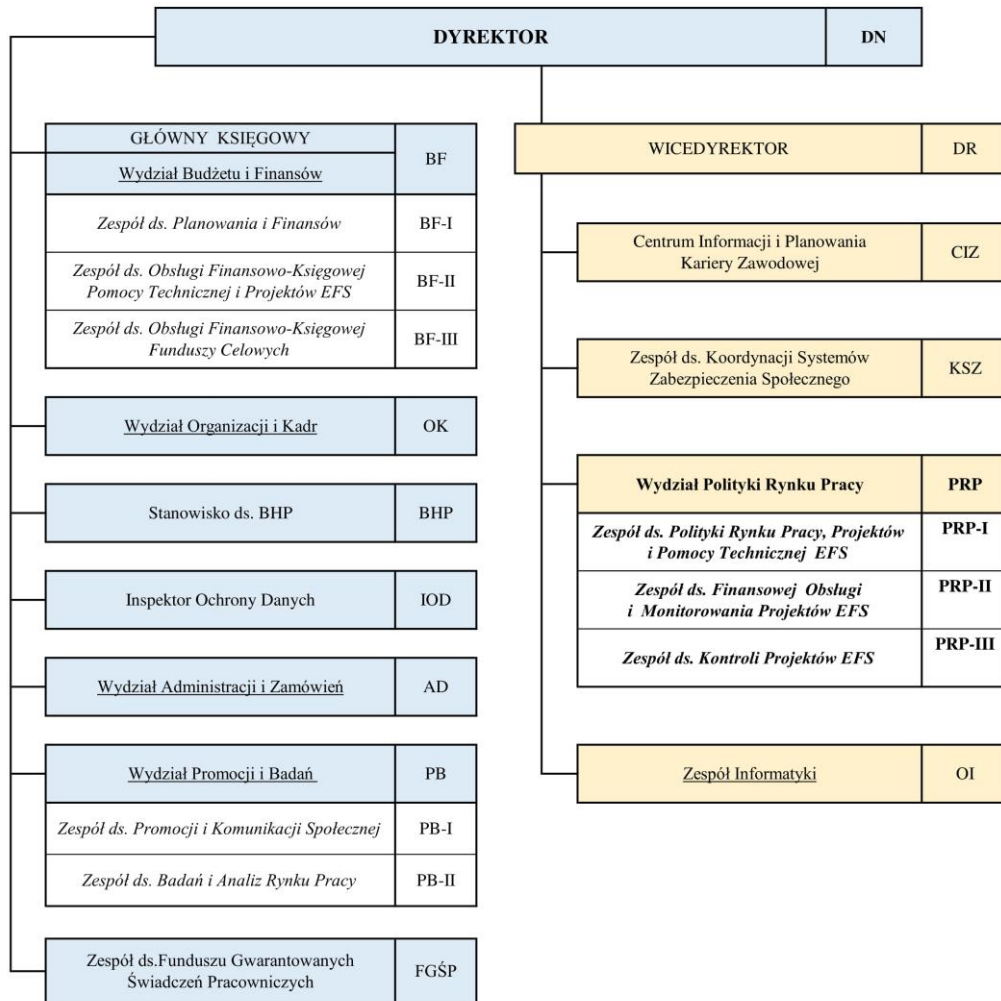 DYREKTOR DN
GŁÓWNY KSIĘGOWY
BF
Wydział Budżetu i Finansów
Zespół ds. Planowania i Finansów BF-I
Zespół ds. Obsługi Finansowo-Księgowej
Pomocy Technicznej i Projektów EFS
BF-II
Zespół ds. Obsługi Finansowo-Księgowej
Funduszy Celowych
BF-III
Wydział Organizacji i Kadr OK
Stanowisko ds. BHP BHP
Inspektor Ochrony Danych IOD
Wydział Administracji i Zamówień AD
Wydział Promocji i Badań PB
Zespół ds. Promocji i Komunikacji Społecznej PB-I
Zespół ds. Badań i Analiz Rynku Pracy PB-II
Zespół ds.Funduszu Gwarantowanych
Świadczeń Pracowniczych
FGŚP
WICEDYREKTOR DR
Centrum Informacji i Planowania
Kariery Zawodowej
CIZ
Zespół ds. Koordynacji Systemów
Zabezpieczenia Społecznego
KSZ
Wydział Polityki Rynku Pracy PRP
Zespół ds. Polityki Rynku Pracy, Projektów
i Pomocy Technicznej EFS
PRP-I
Zespół ds. Finansowej Obsługi
i Monitorowania Projektów EFS
PRP-II
Zespół ds. Kontroli Projektów EFS
PRP-III
Zespół Informatyki OI